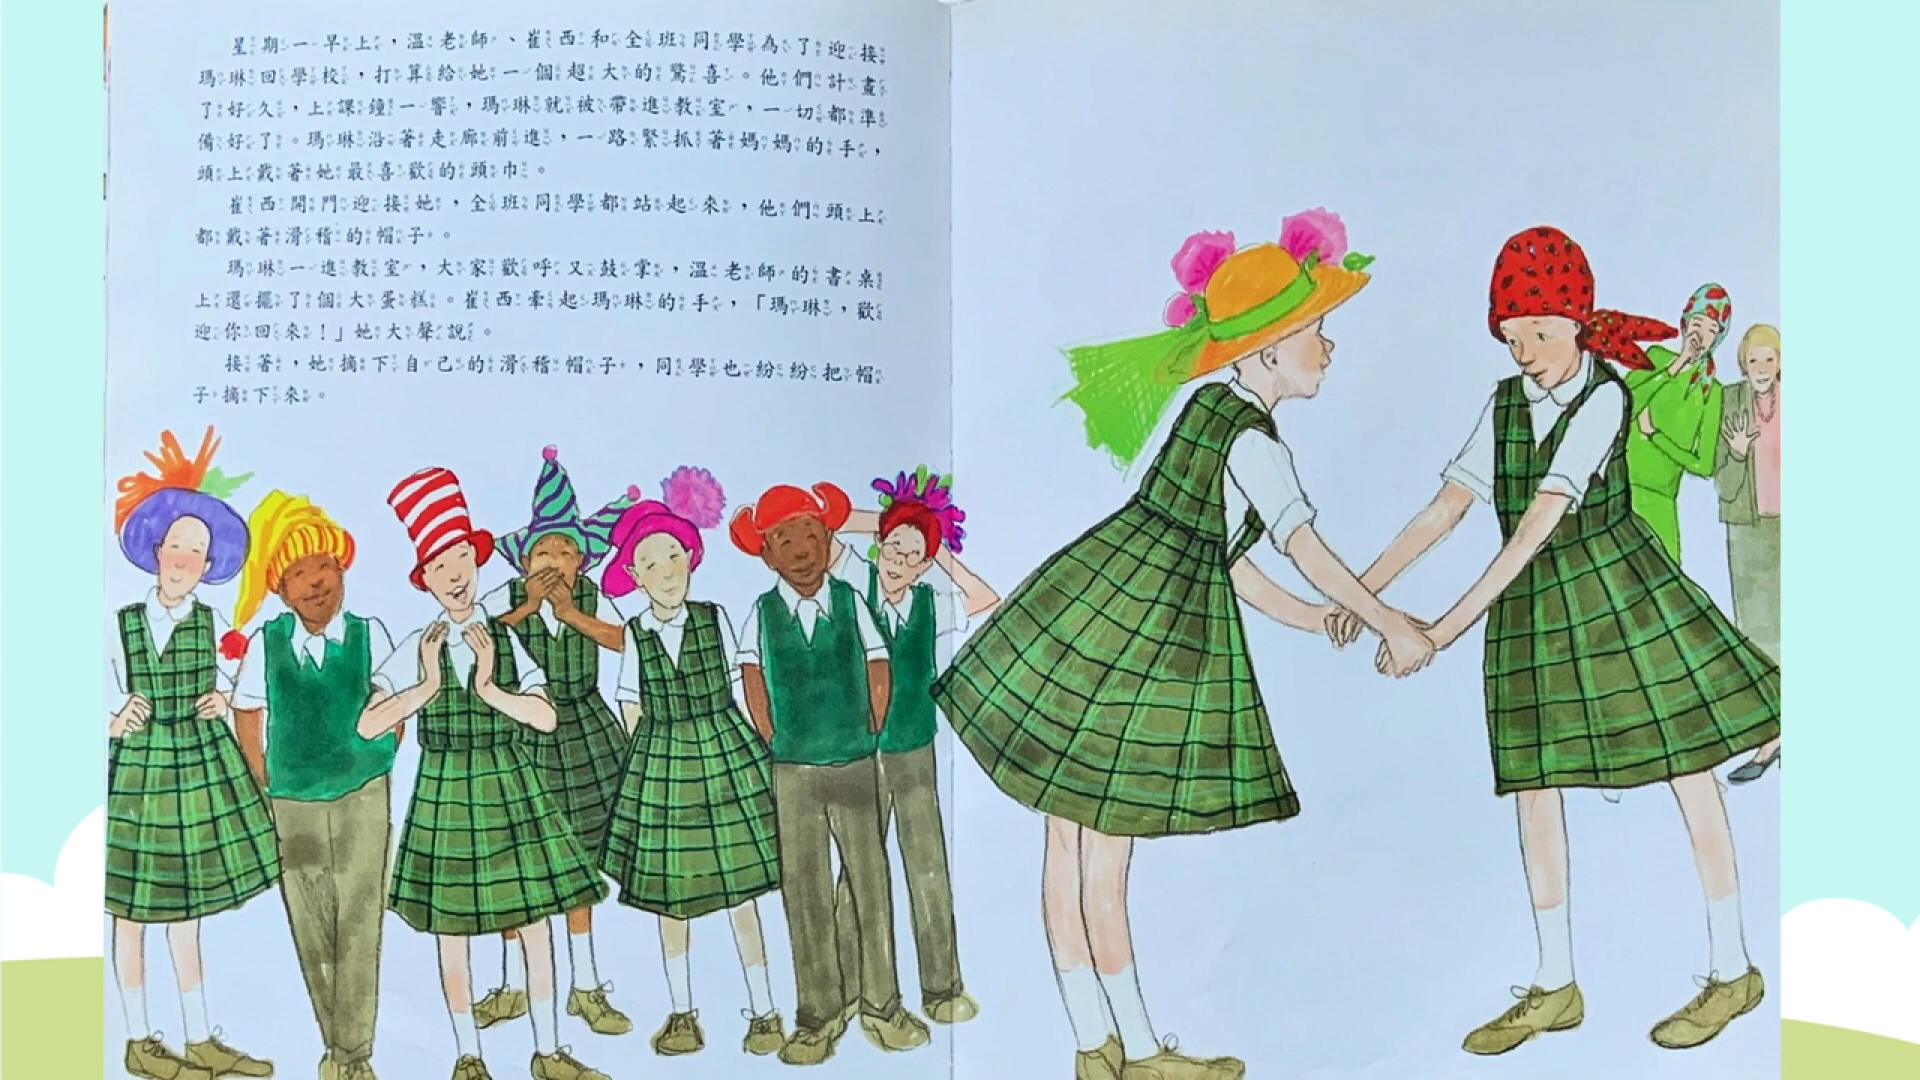 星期一早上，溫老師、崔西和全班同學為了迎接
瑪琳回學校，打算給她一個超大的驚喜。他們計畫
了好久，上課鐘一響，瑪琳就被帶進教室，一切都準
備好了。瑪琳沿著走廊前進，一路緊抓著媽媽的手，
頭上戴著她最喜歡的頭巾。
崔西開門迎接她，全班同學都站起來，他們頭上
都戴著滑稽的帽子。
瑪琳一進教室，大家歡呼又鼓掌，溫老師的書桌
上還擺了個大蛋糕。崔西牽起瑪琳的手，「瑪琳，歡
迎你回來！」她大聲說。
接著，她摘下自己的滑稽帽子，同學也紛紛把帽
子摘下來。